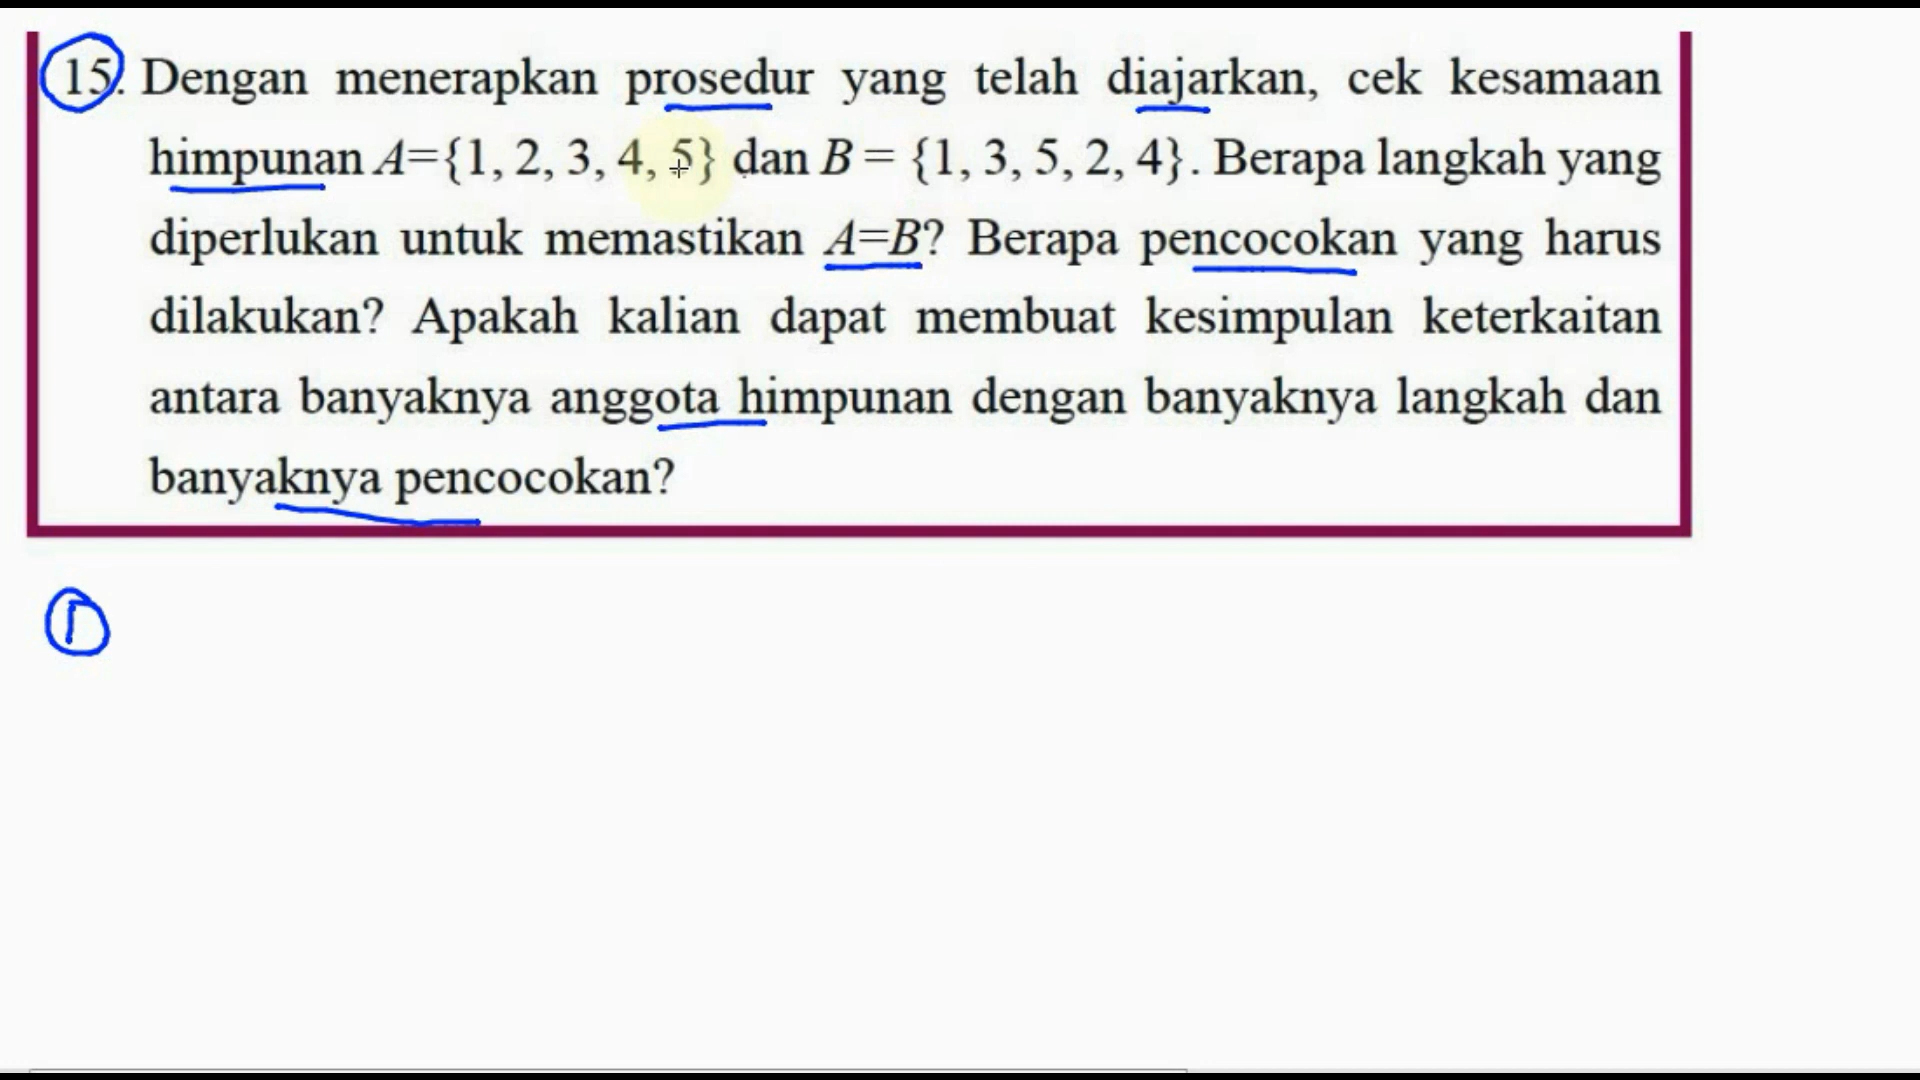 15. Dengan menerapkan prosedur yang telah diajarkan, cek kesamaan
himpunan A={1, 2, 3, 4, 5} dan B = {1, 3, 5, 2, 4}. Berapa langkah yang
diperlukan untuk memastikan A=B? Berapa pencocokan yang harus
dilakukan? Apakah kalian dapat membuat kesimpulan keterkaitan
antara banyaknya anggota himpunan dengan banyaknya langkah dan
banyaknya pencocokan?